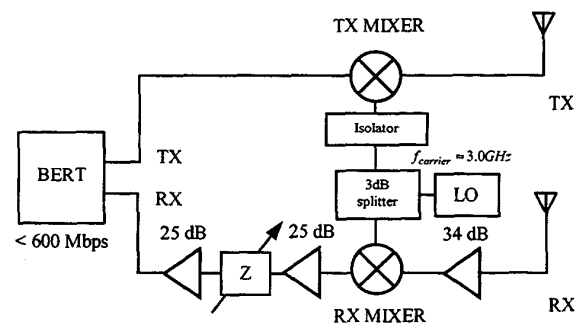 TX MIXER
TX
Isolator
f_carrier = 3.0GHz
BERT
TX
RX
3dB
splitter
LO
< 600 Mbps
25 dB
Z
25 dB
34 dB
RX
RX MIXER